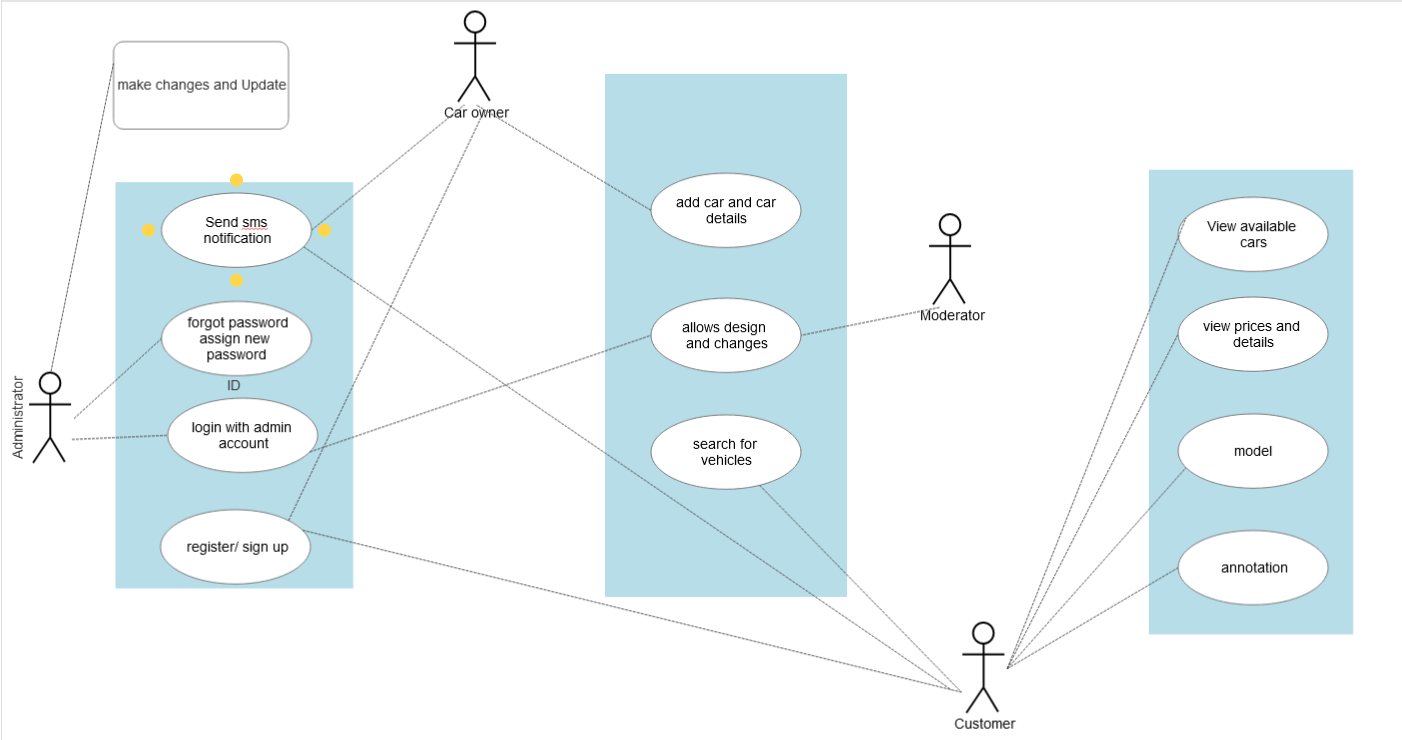 make changes and Update
Car owner
Send sms
notification
forgot password
assign new
password
ID
login with admin
account
register/ sign up
Administrator
add car and car
details
allows design
and changes
search for
vehicles
Moderator
View available
cars
view prices and
details
model
annotation
Customer